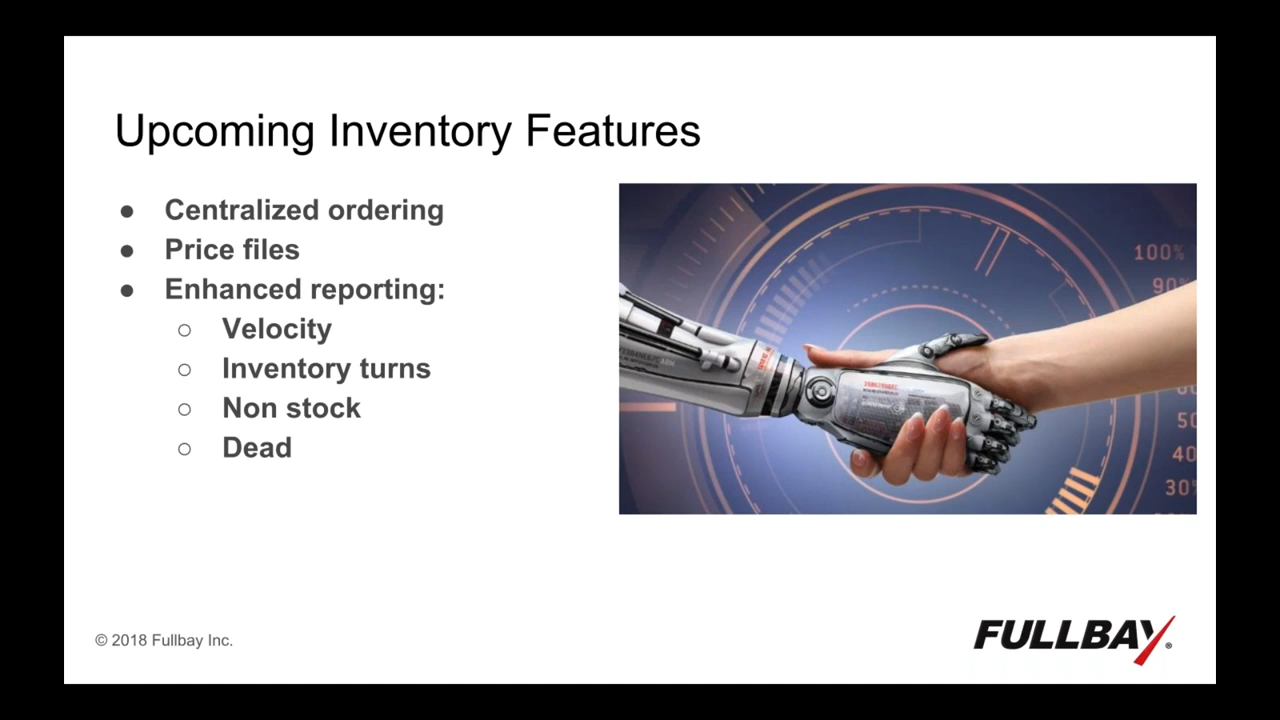 Upcoming Inventory Features
● Centralized ordering
● Price files
● Enhanced reporting:
○ Velocity
○ Inventory turns
○ Non stock
○ Dead
100%
90%
50
40
30%
© 2018 Fullbay Inc.
FULLBAY®